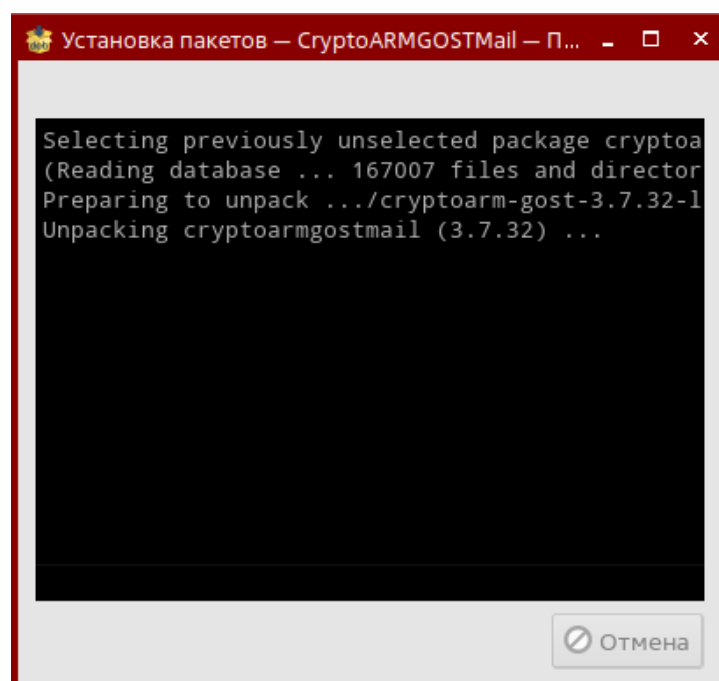 Установка пакетов — CryptoARMGOSTMail — П...
Selecting previously unselected package cryptoa
(Reading database ... 167007 files and director
Preparing to unpack .../cryptoarm-gost-3.7.32-l
Unpacking cryptoarmgostmail (3.7.32) ...
Отмена